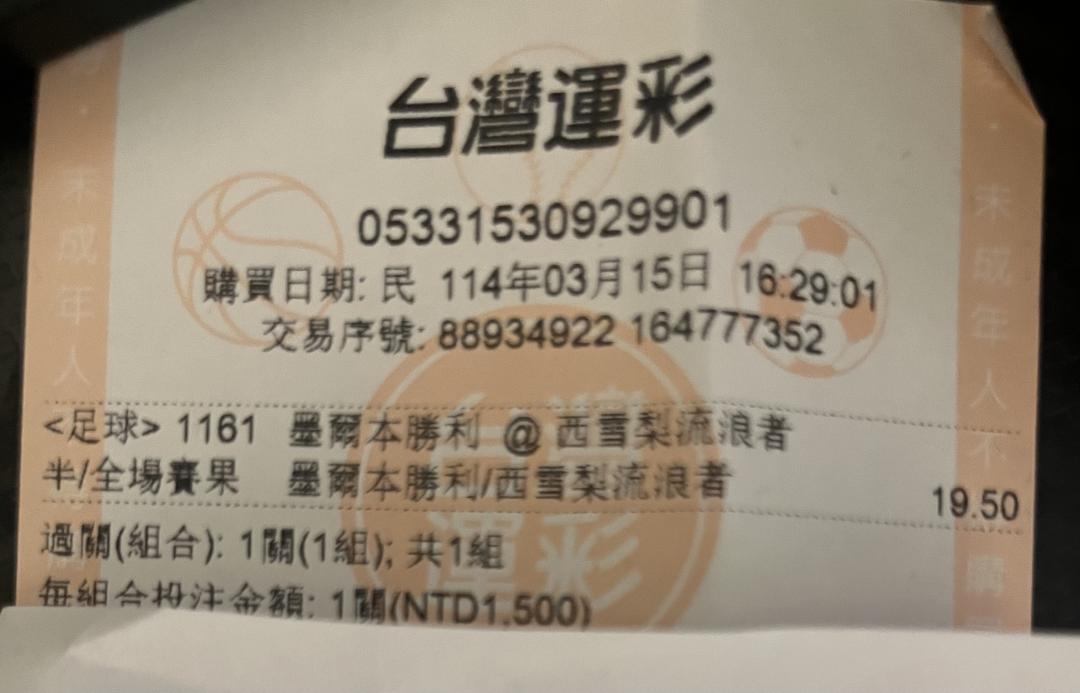 台灣運彩
05331530929901
購買日期: 民 114年03月15日 16:29:01
交易序號: 88934922 164777352
<足球> 1161 墨爾本勝利 @ 西雪梨流浪者
半/全場賽果 墨爾本勝利/西雪梨流浪者 19.50
過關(組合): 1關(1組); 共1組
每組合投注金額: 1關(NTD1,500)
未成年人
未成年人不
台灣運彩